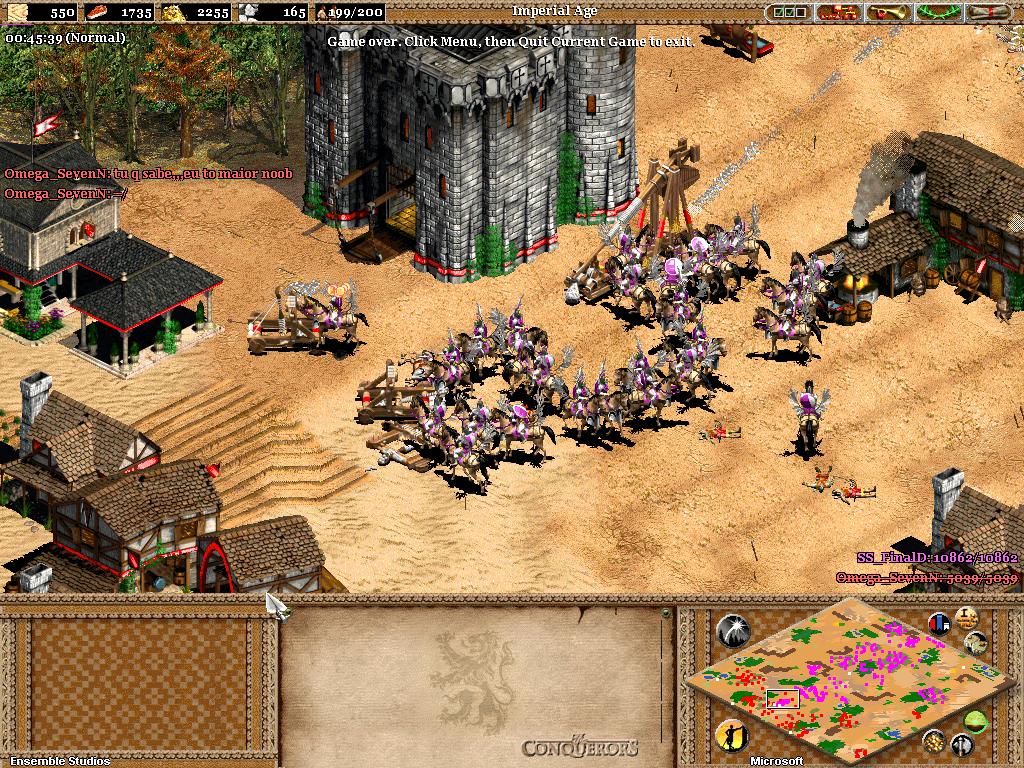 550 1735 2255 165 199/200 Imperial Age
00:45:39 (Normal)
Game over. Click Menu, then Quit Current Game to exit.
Omega_SevenN: tu q sabe,,,eu to maior noob
Omega_SevenN: =/
SS_FinalD: 10862/10862
Omega_SevenN: 5039/5039
The
CONQUERORS
Ensemble Studios
Microsoft